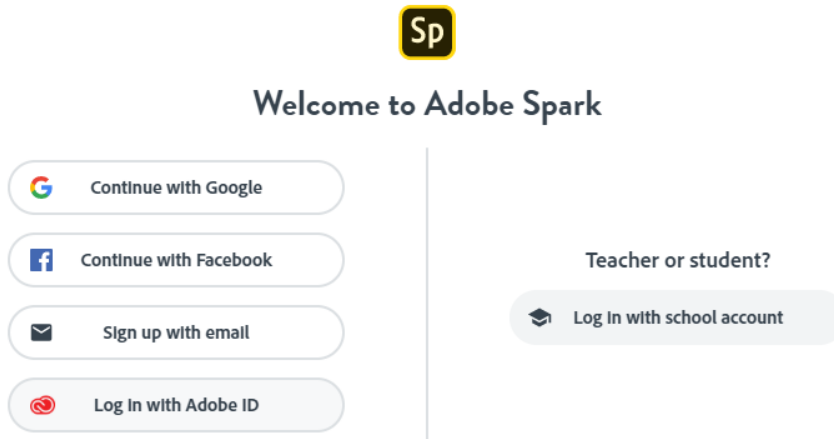 Sp
Welcome to Adobe Spark
Continue with Google
Continue with Facebook
Sign up with email
Log in with Adobe ID
Teacher or student?
Log in with school account